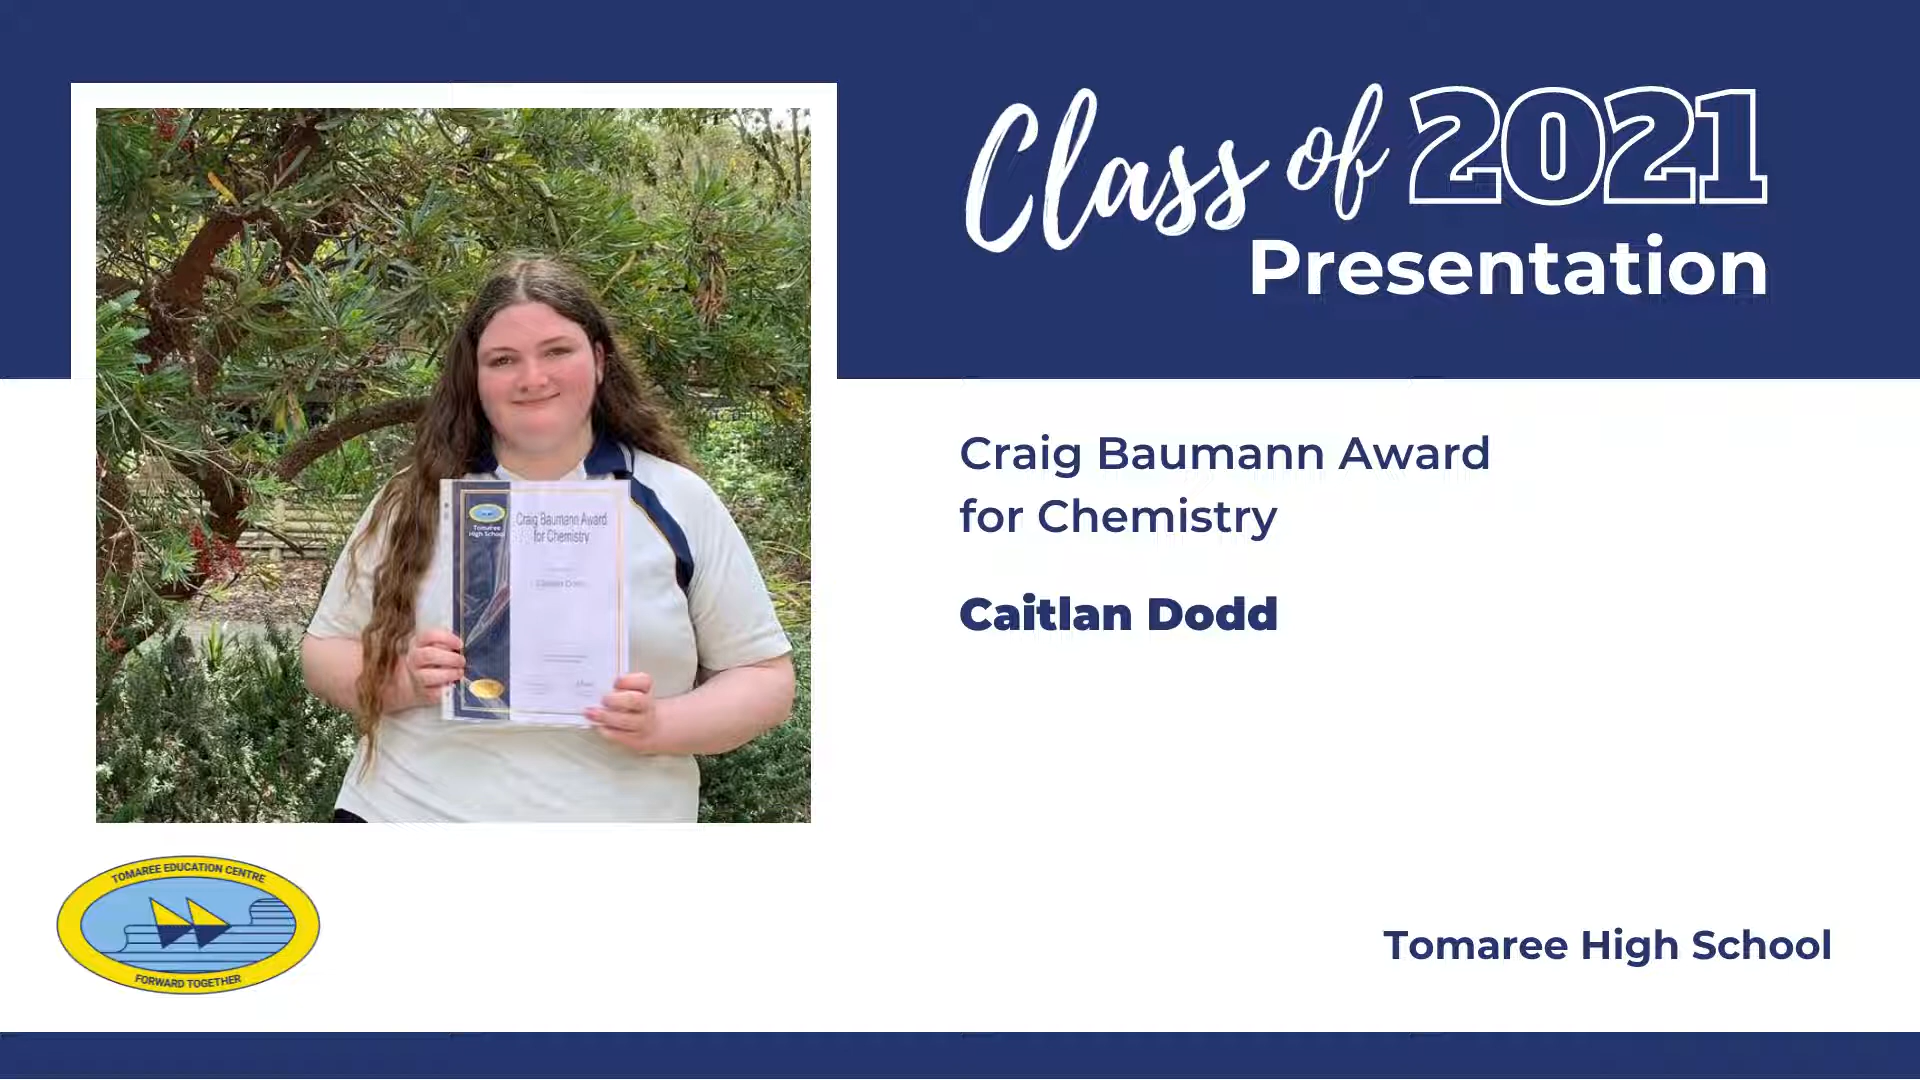 Class of 2021
Presentation
Craig Baumann Award
for Chemistry
Caitlan Dodd
Tomaree
High School
Craig Baumann Award
for Chemistry
TOMAREE EDUCATION CENTRE
FORWARD TOGETHER
Tomaree High School